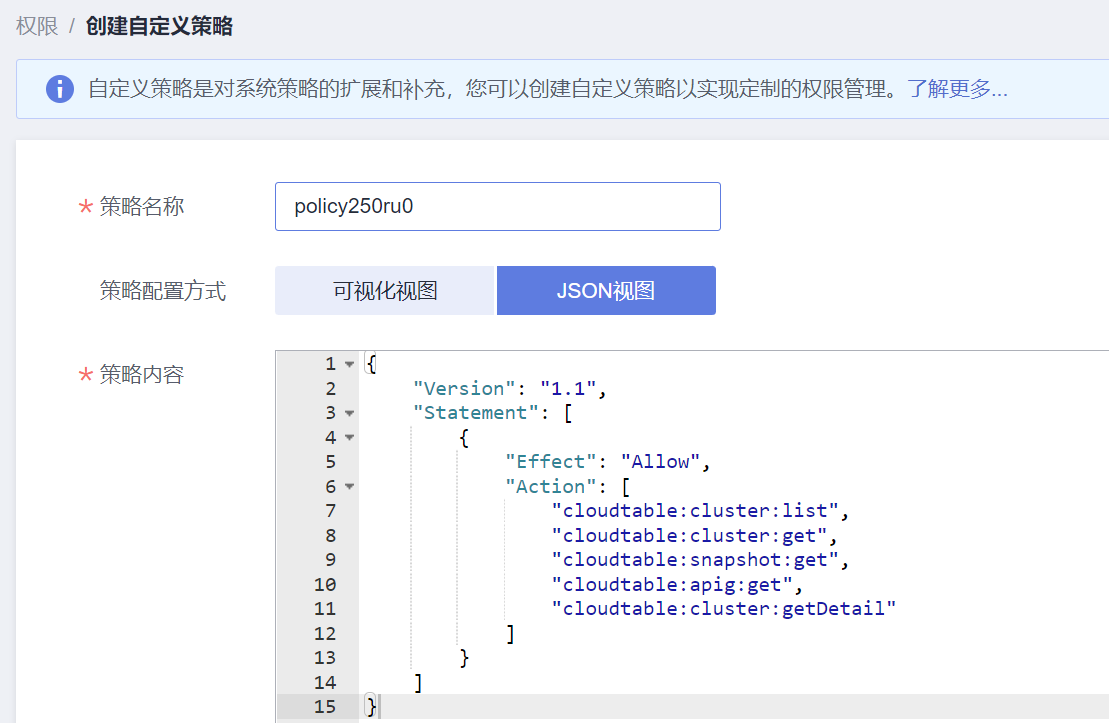 权限 / 创建自定义策略
自定义策略是对系统策略的扩展和补充，您可以创建自定义策略以实现定制的权限管理。了解更多...
* 策略名称 policy250ru0
策略配置方式 可视化视图 JSON视图
* 策略内容
1 {
2 "Version": "1.1",
3 "Statement": [
4 {
5 "Effect": "Allow",
6 "Action": [
7 "cloudtable:cluster:list",
8 "cloudtable:cluster:get",
9 "cloudtable:snapshot:get",
10 "cloudtable:apig:get",
11 "cloudtable:cluster:getDetail"
12 ]
13 }
14 ]
15 }